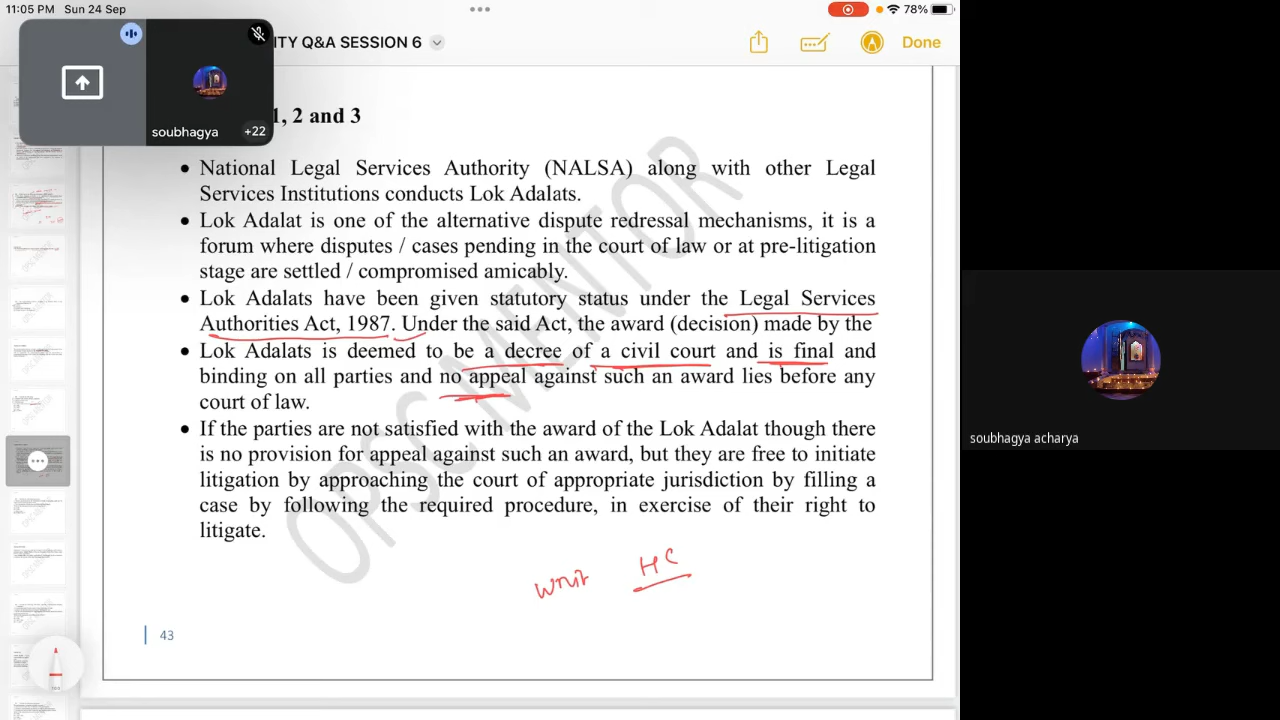 11:05 PM Sun 24 Sep
78%
ITY Q&A SESSION 6
Done
soubhagya
+22
1, 2 and 3
• National Legal Services Authority (NALSA) along with other Legal
Services Institutions conducts Lok Adalats.
• Lok Adalat is one of the alternative dispute redressal mechanisms, it is a
forum where disputes / cases pending in the court of law or at pre-litigation
stage are settled / compromised amicably.
• Lok Adalats have been given statutory status under the Legal Services
Authorities Act, 1987. Under the said Act, the award (decision) made by the
• Lok Adalats is deemed to be a decree of a civil court and is final and
binding on all parties and no appeal against such an award lies before any
court of law.
• If the parties are not satisfied with the award of the Lok Adalat though there
is no provision for appeal against such an award, but they are free to initiate
litigation by approaching the court of appropriate jurisdiction by filling a
case by following the required procedure, in exercise of their right to
litigate.
writ HC
43
OPSC MENTOR
soubhagya acharya